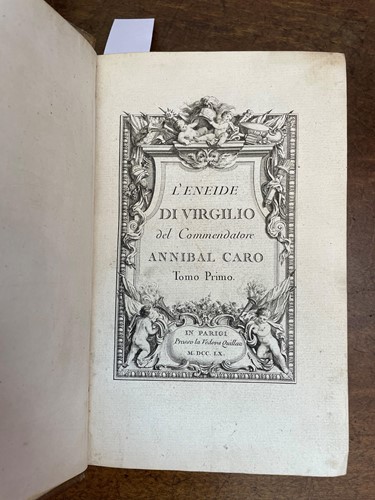 L'ENEIDE
DI VIRGILIO
del Commendatore
ANNIBAL CARO
Tomo Primo.
IN PARIGI
Presso la Vedova Quillau
M. DCC. LX.